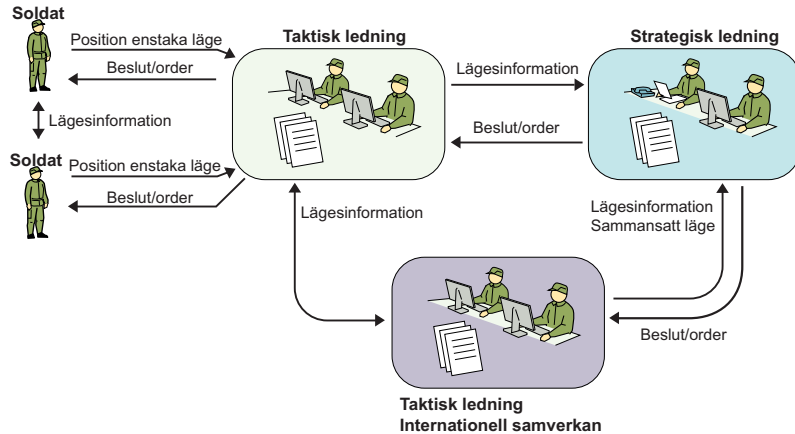 Soldat
Position enstaka läge
Beslut/order
Lägesinformation
Soldat
Position enstaka läge
Beslut/order
Taktisk ledning
Lägesinformation
Beslut/order
Strategisk ledning
Lägesinformation
Lägesinformation
Sammansatt läge
Beslut/order
Taktisk ledning
Internationell samverkan